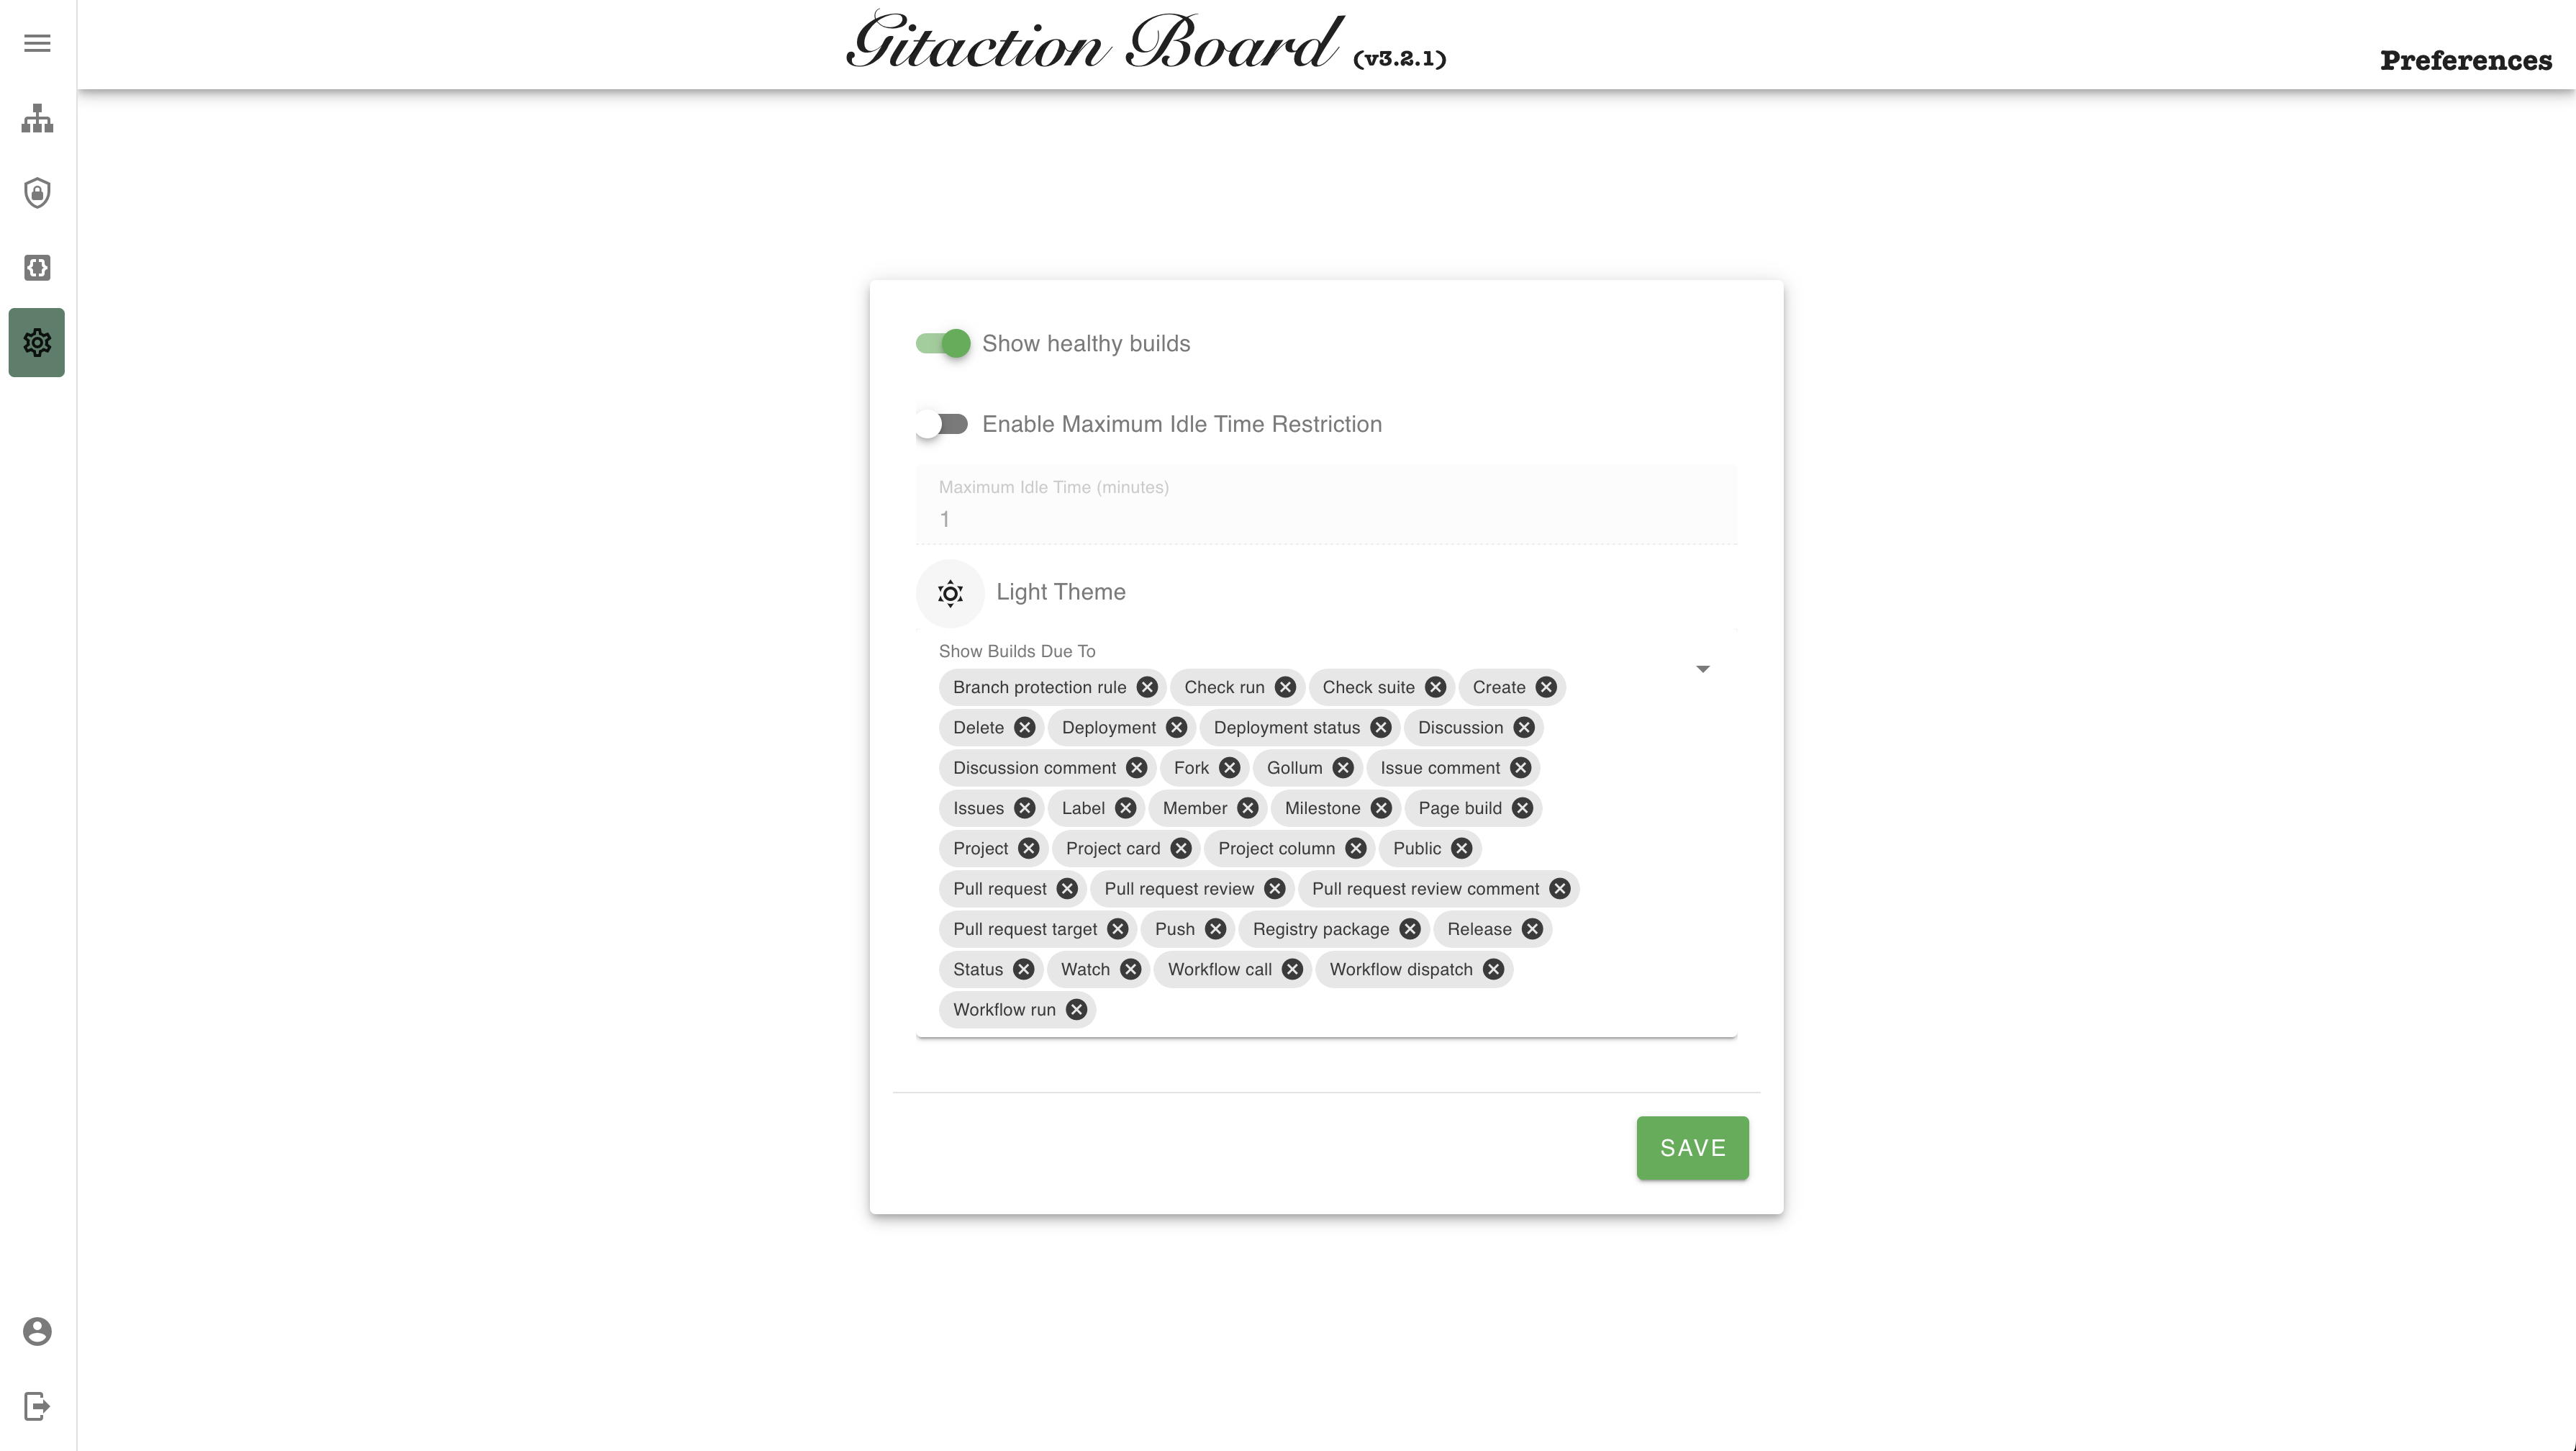 Gitaction Board (v3.2.1)
Preferences
Show healthy builds
Enable Maximum Idle Time Restriction
Maximum Idle Time (minutes)
1
Light Theme
Show Builds Due To
Branch protection rule Check run Check suite Create
Delete Deployment Deployment status Discussion
Discussion comment Fork Gollum Issue comment
Issues Label Member Milestone Page build
Project Project card Project column Public
Pull request Pull request review Pull request review comment
Pull request target Push Registry package Release
Status Watch Workflow call Workflow dispatch
Workflow run
SAVE